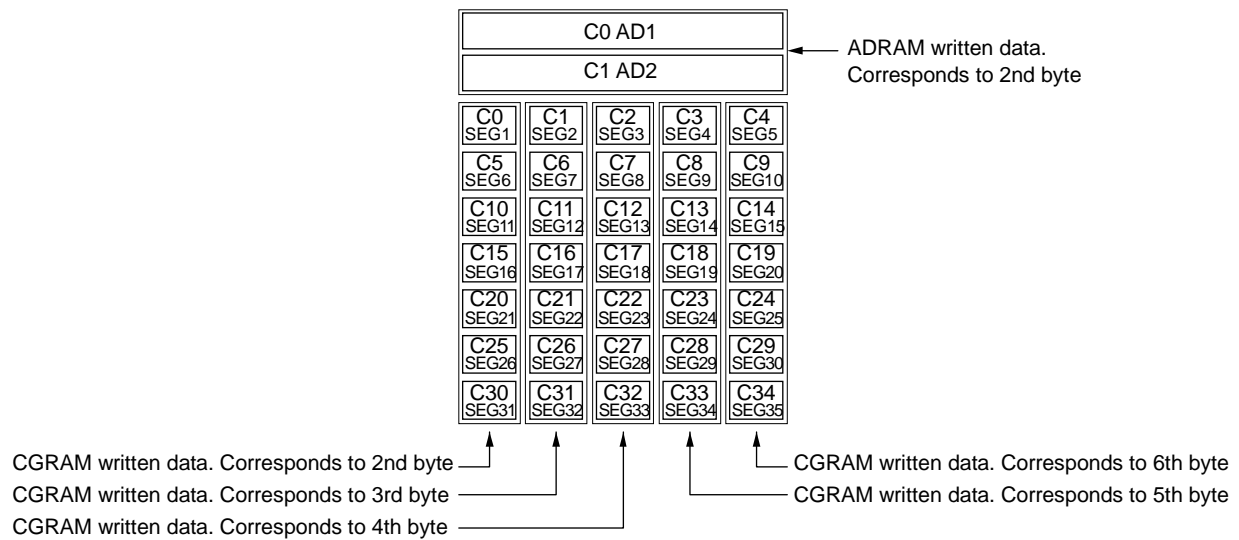 C0 AD1
ADRAM written data.
C1 AD2
Corresponds to 2nd byte
C0 C1 C2 C3 C4
SEG1 SEG2 SEG3 SEG4 SEG5
C5 C6 C7 C8 C9
SEG6 SEG7 SEG8 SEG9 SEG10
C10 C11 C12 C13 C14
SEG11 SEG12 SEG13 SEG14 SEG15
C15 C16 C17 C18 C19
SEG16 SEG17 SEG18 SEG19 SEG20
C20 C21 C22 C23 C24
SEG21 SEG22 SEG23 SEG24 SEG25
C25 C26 C27 C28 C29
SEG26 SEG27 SEG28 SEG29 SEG30
C30 C31 C32 C33 C34
SEG31 SEG32 SEG33 SEG34 SEG35
CGRAM written data. Corresponds to 2nd byte
CGRAM written data. Corresponds to 6th byte
CGRAM written data. Corresponds to 3rd byte
CGRAM written data. Corresponds to 5th byte
CGRAM written data. Corresponds to 4th byte